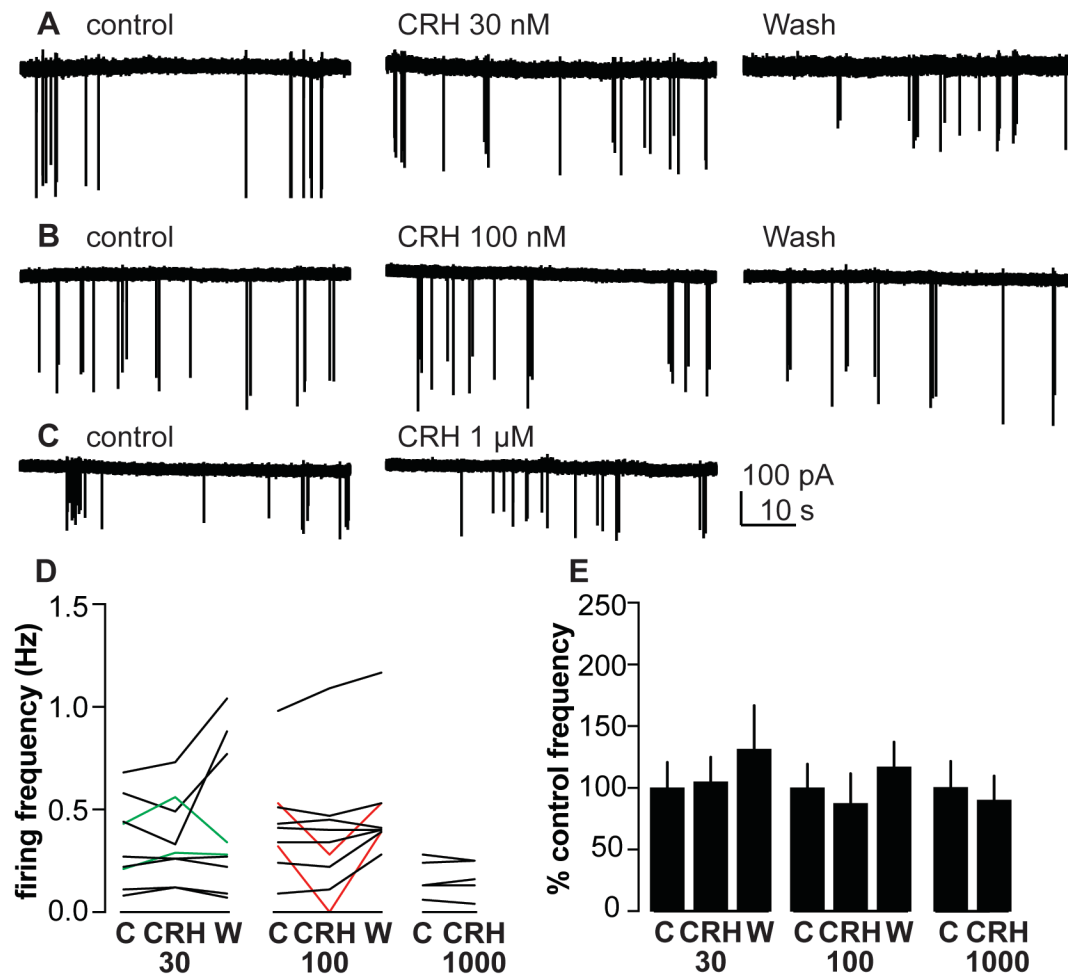 A control CRH 30 nM Wash
B control CRH 100 nM Wash
C control CRH 1 µM
100 pA
10 s
D
firing frequency (Hz)
1.5
1.0
0.5
0.0
C CRH W C CRH W C CRH
30 100 1000
E
% control frequency
250
200
150
100
50
0
C CRH W C CRH W C CRH
30 100 1000